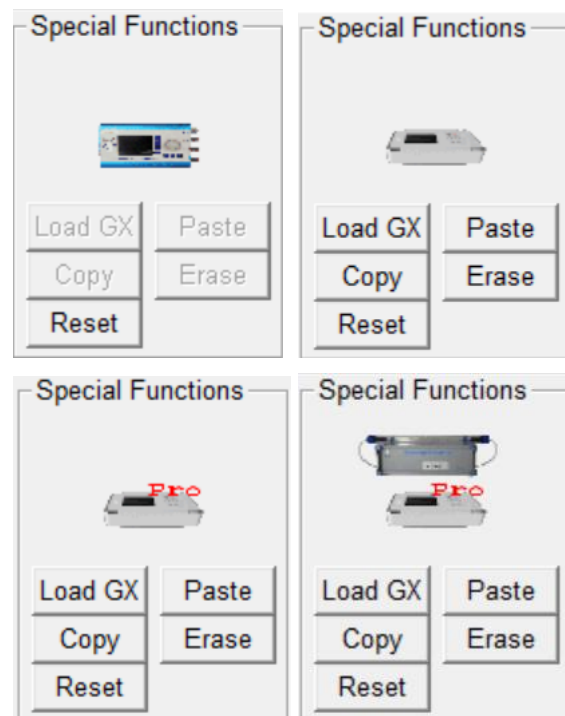 Special Functions
Load GX Paste
Copy Erase
Reset
Special Functions
Load GX Paste
Copy Erase
Reset
Special Functions
Pro
Load GX Paste
Copy Erase
Reset
Special Functions
Pro
Load GX Paste
Copy Erase
Reset